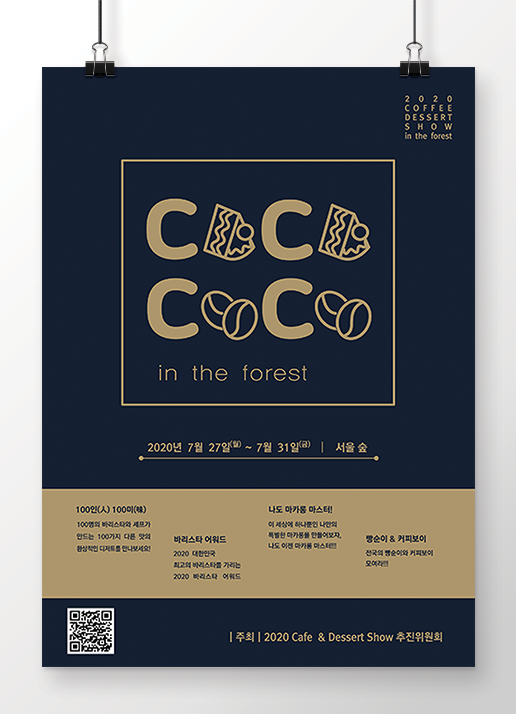 2020
COFFEE
DESSERT
SHOW
in the forest
C C
C C
in the forest
2020년 7월 27일(월) ~ 7월 31일(금) | 서울 숲
100인(人) 100미(味)
100명의 바리스타와 셰프가
만드는 100가지 다른 맛의
환상적인 디저트를 만나보세요!
바리스타 어워드
2020 대한민국
최고의 바리스타를 가리는
2020 바리스타 어워드
나도 마카롱 마스터!
이 세상에 하나뿐인 나만의
특별한 마카롱을 만들어보자,
나도 이젠 마카롱 마스터!!!
빵순이 & 커피보이
전국의 빵순이와 커피보이
모여라!!!
| 주최 | 2020 Cafe & Dessert Show 추진위원회